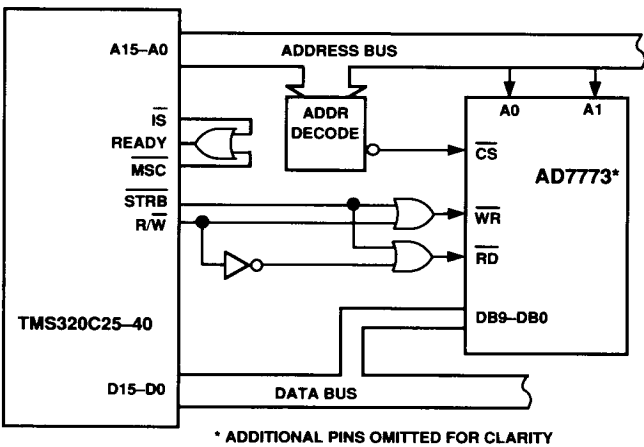 A15–A0
ADDRESS BUS
ADDR
DECODE
A0
A1
IS
READY
MSC
CS
AD7773*
STRB
R/W
WR
RD
TMS320C25–40
DB9–DB0
D15–D0
DATA BUS
* ADDITIONAL PINS OMITTED FOR CLARITY